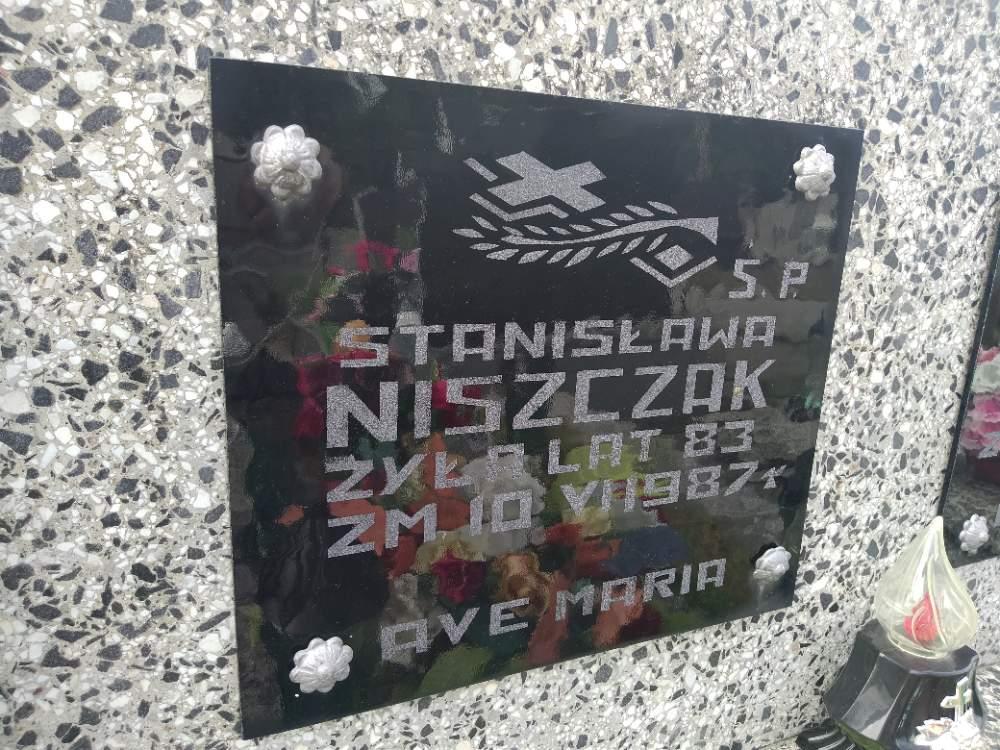 S. P.
STANISŁAWA
NISZCZAK
ŻYŁA LAT 83
ZM 10 VII 1987 R
AVE MARIA